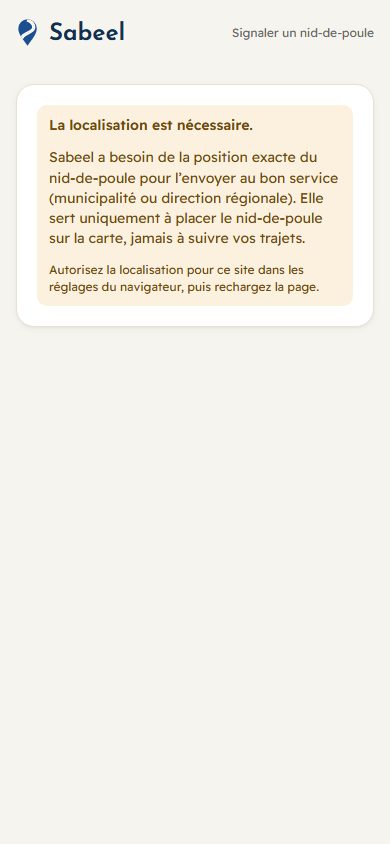 Sabeel
Signaler un nid-de-poule
La localisation est nécessaire.
Sabeel a besoin de la position exacte du
nid-de-poule pour l’envoyer au bon service
(municipalité ou direction régionale). Elle
sert uniquement à placer le nid-de-poule
sur la carte, jamais à suivre vos trajets.
Autorisez la localisation pour ce site dans les
réglages du navigateur, puis rechargez la page.